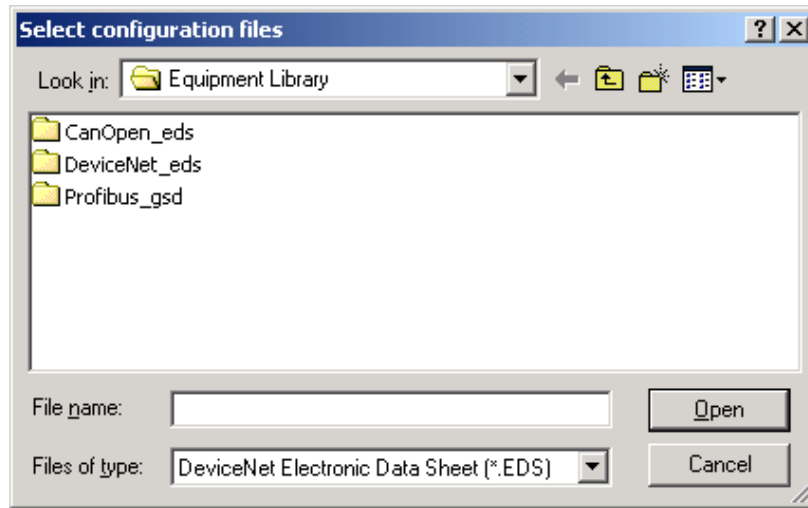 Select configuration files
Look in: Equipment Library
CanOpen_eds
DeviceNet_eds
Profibus_gsd
File name: Open
Files of type: DeviceNet Electronic Data Sheet (*.EDS) Cancel